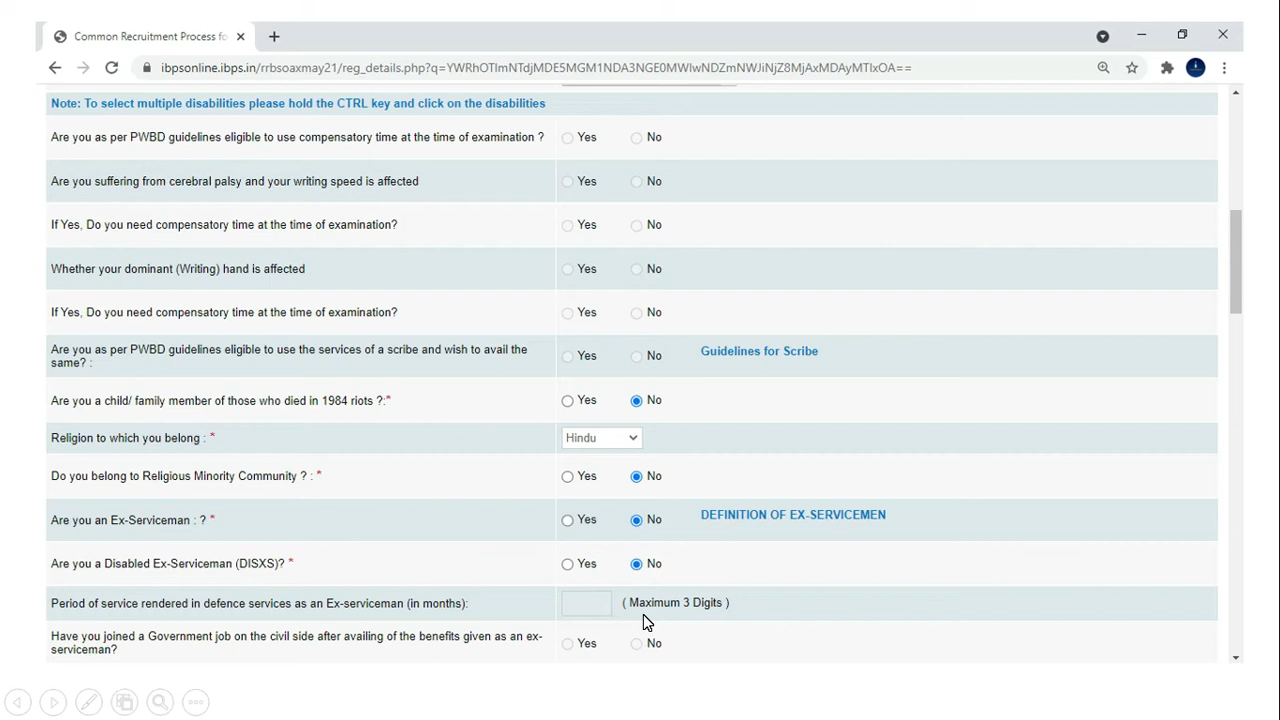 Common Recruitment Process fo
ibpsonline.ibps.in/rrbsoaxmay21/reg_details.php?q=YWRhOTlmNTdjMDE5MGM1NDA3NGE0MWIwNDZmNWJiNjZ8MjAxMDAyMTIxOA==
Note: To select multiple disabilities please hold the CTRL key and click on the disabilities
Are you as per PWBD guidelines eligible to use compensatory time at the time of examination ? Yes No
Are you suffering from cerebral palsy and your writing speed is affected Yes No
If Yes, Do you need compensatory time at the time of examination? Yes No
Whether your dominant (Writing) hand is affected Yes No
If Yes, Do you need compensatory time at the time of examination? Yes No
Are you as per PWBD guidelines eligible to use the services of a scribe and wish to avail the
same? : Yes No Guidelines for Scribe
Are you a child/ family member of those who died in 1984 riots ?:* Yes No
Religion to which you belong : * Hindu
Do you belong to Religious Minority Community ? : * Yes No
Are you an Ex-Serviceman : ? * Yes No DEFINITION OF EX-SERVICEMEN
Are you a Disabled Ex-Serviceman (DISXS)? * Yes No
Period of service rendered in defence services as an Ex-serviceman (in months): ( Maximum 3 Digits )
Have you joined a Government job on the civil side after availing of the benefits given as an ex-
serviceman? Yes No